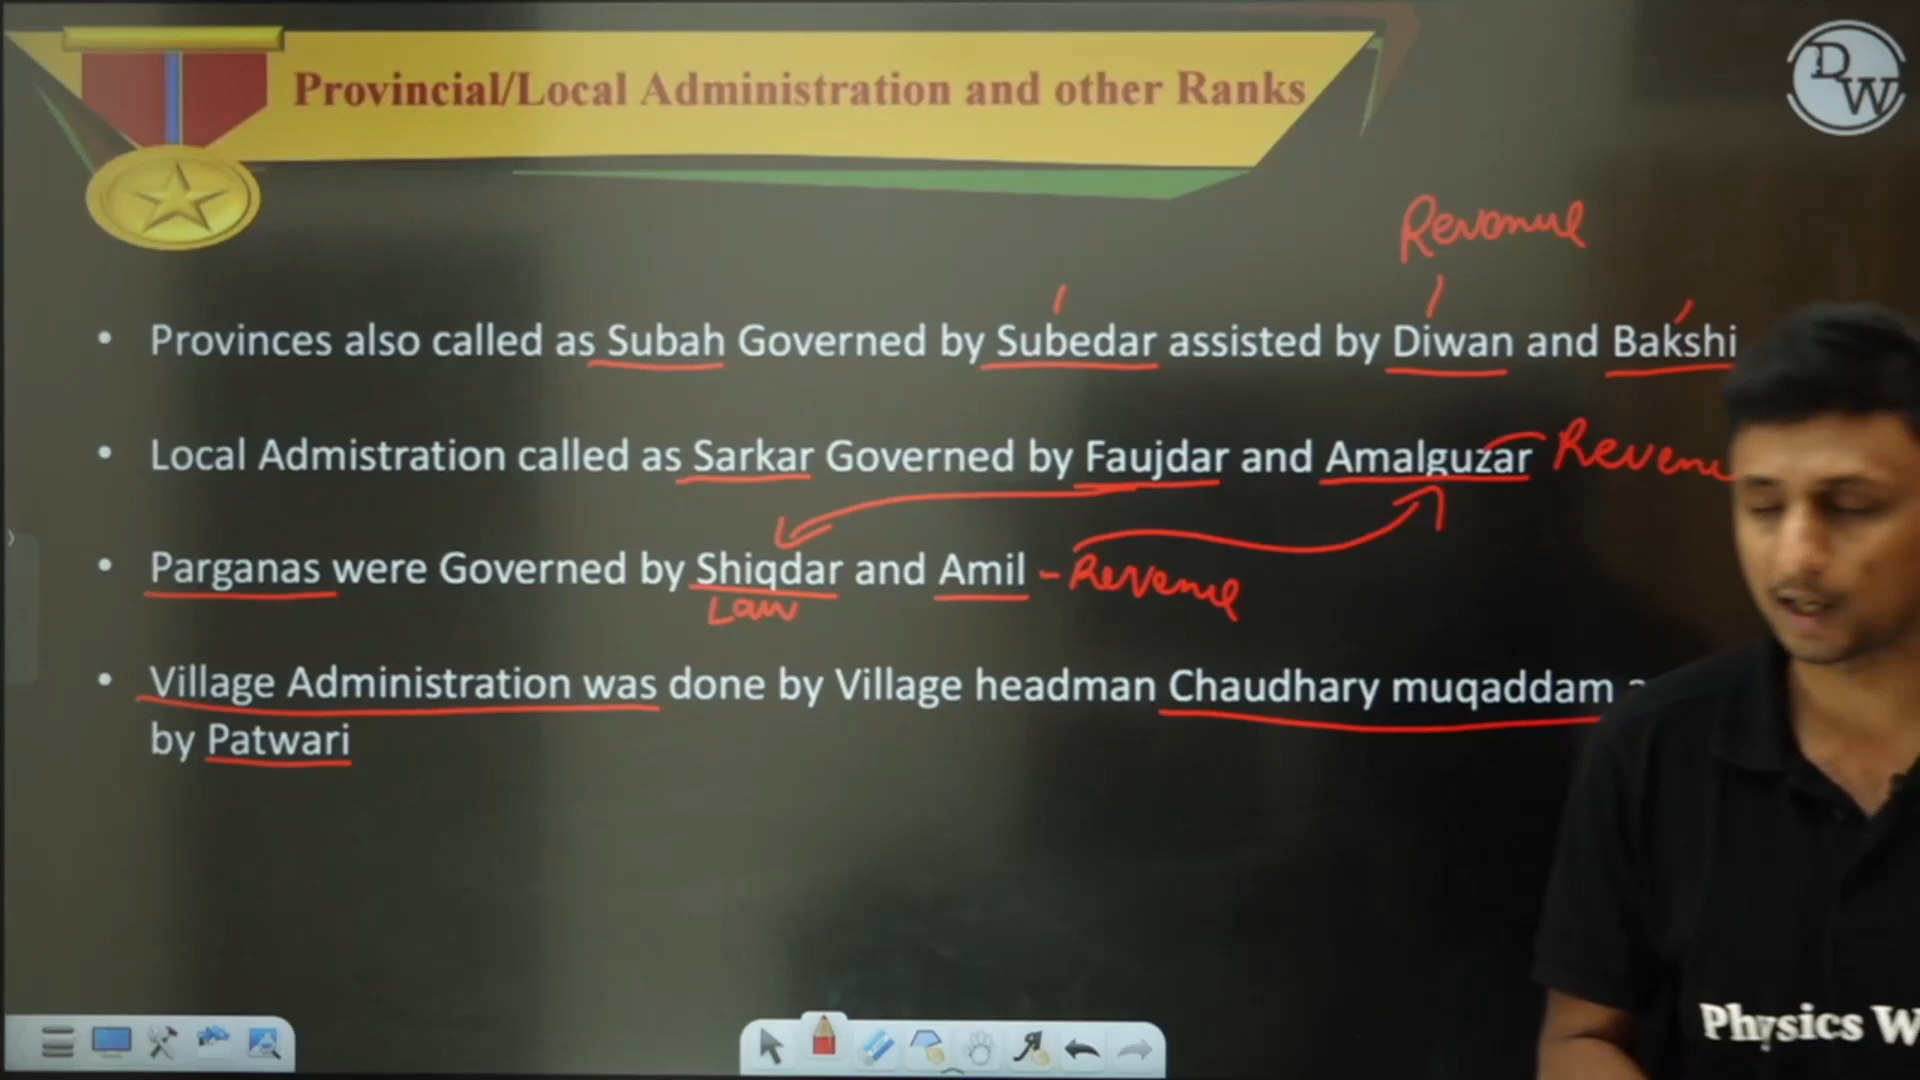 Provincial/Local Administration and other Ranks
DW
Revenue
• Provinces also called as Subah Governed by Subedar assisted by Diwan and Bakshi
• Local Admistration called as Sarkar Governed by Faujdar and Amalguzar
• Parganas were Governed by Shiqdar and Amil - Revenue
Law
• Village Administration was done by Village headman Chaudhary muqaddam
by Patwari
Physics W